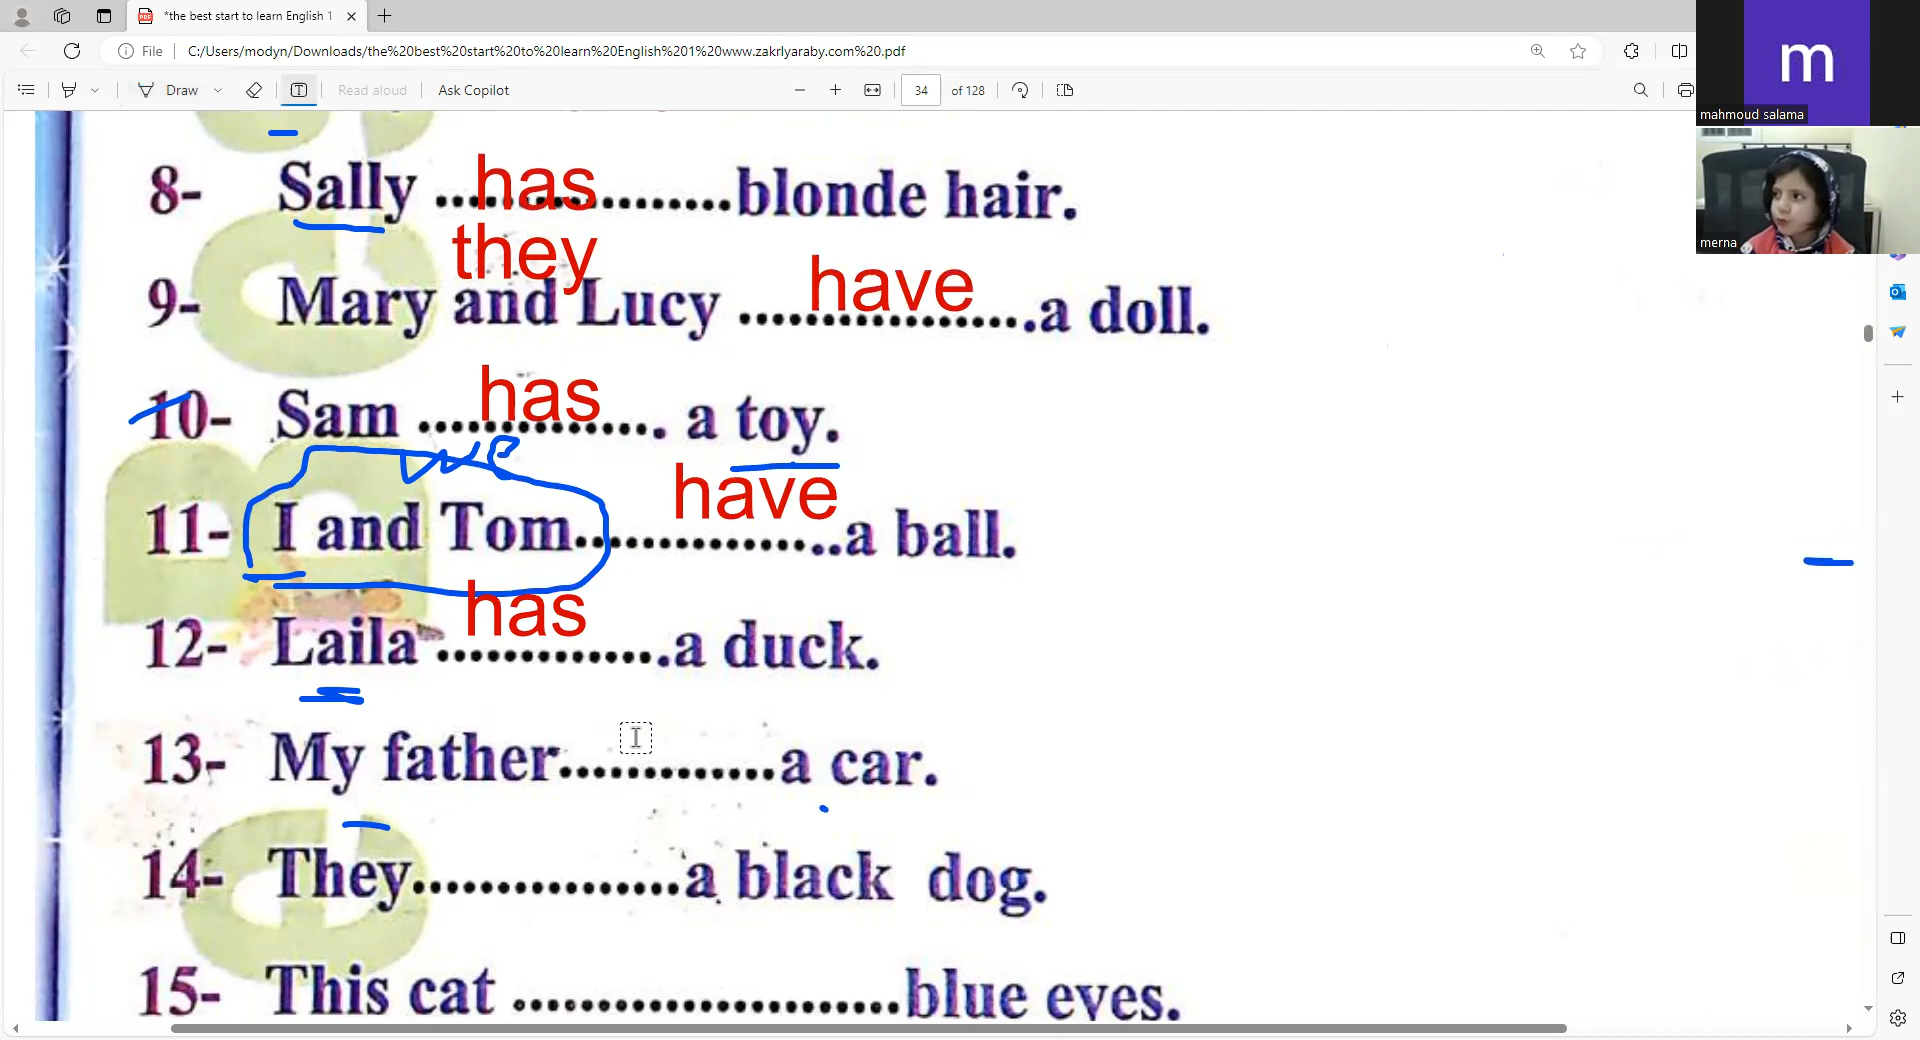 *the best start to learn English 1
File
C:/Users/modyn/Downloads/the%20best%20start%20to%20learn%20English%201%20www.zakrlyaraby.com%20.pdf
Draw
Read aloud
Ask Copilot
34
of 128
m
mahmoud salama
merna
8- Sally ..................blonde hair.
has
they
9- Mary and Lucy ..................a doll.
have
10- Sam ............... a toy.
has
we
11- I and Tom................a ball.
have
12- Laila ..............a duck.
has
13- My father.............a car.
14- They................a black dog.
15- This cat .......................blue eyes.